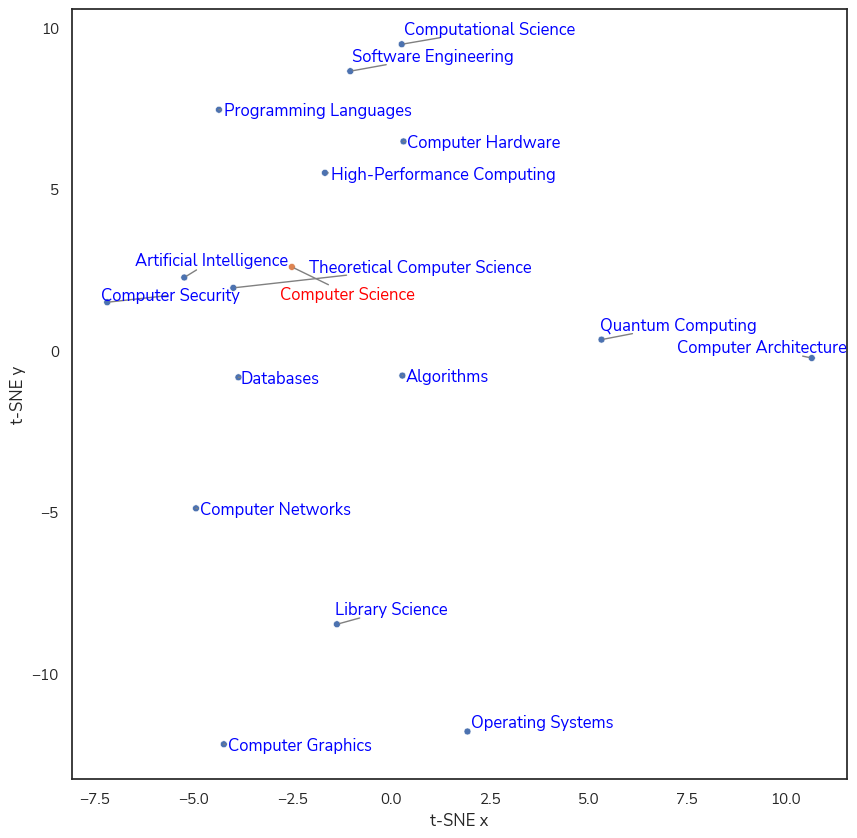 Computational Science
Software Engineering
Programming Languages
Computer Hardware
High-Performance Computing
Artificial Intelligence
Theoretical Computer Science
Computer Security
Computer Science
Quantum Computing
Computer Architecture
Databases
Algorithms
Computer Networks
Library Science
Operating Systems
Computer Graphics
10
5
0
−5
−10
t-SNE y
−7.5 −5.0 −2.5 0.0 2.5 5.0 7.5 10.0
t-SNE x